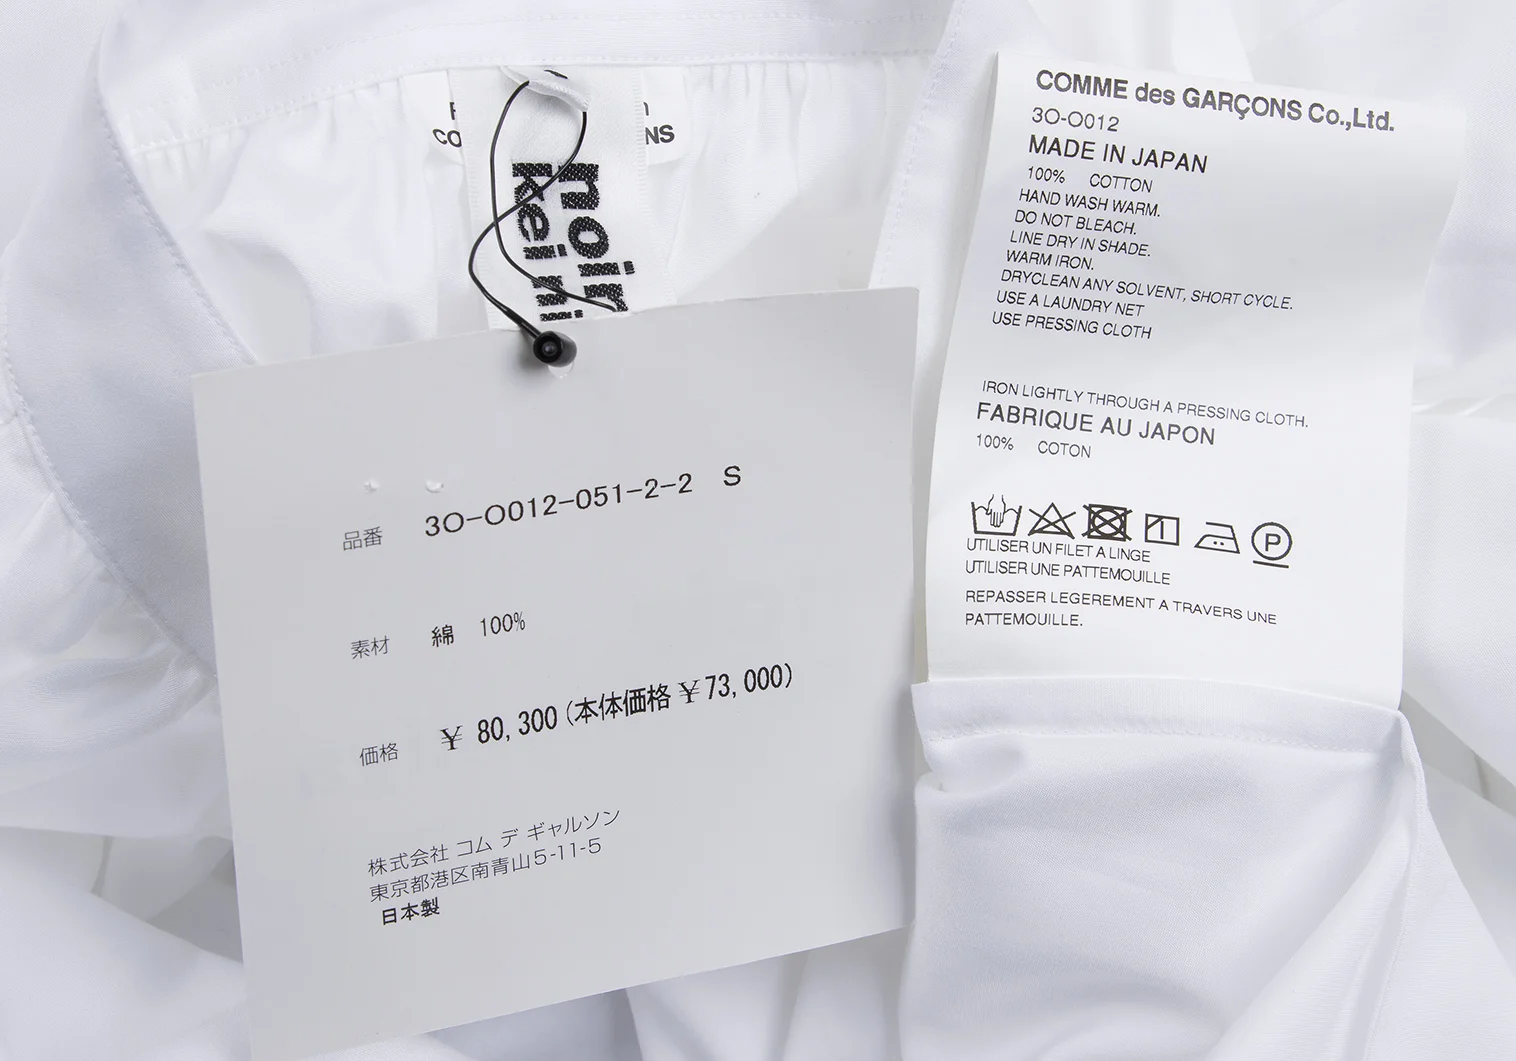 noir
kei ni
COMME des GARÇONS Co.,Ltd.
3O-O012
MADE IN JAPAN
100% COTTON
HAND WASH WARM.
DO NOT BLEACH.
LINE DRY IN SHADE.
WARM IRON.
DRYCLEAN ANY SOLVENT, SHORT CYCLE.
USE A LAUNDRY NET
USE PRESSING CLOTH
IRON LIGHTLY THROUGH A PRESSING CLOTH.
FABRIQUE AU JAPON
100% COTON
P
UTILISER UN FILET A LINGE
UTILISER UNE PATTEMOUILLE
REPASSER LEGEREMENT A TRAVERS UNE
PATTEMOUILLE.
品番 3O-O012-051-2-2 S
素材 綿 100%
価格 ¥ 80,300(本体価格 ¥73,000)
株式会社 コム デ ギャルソン
東京都港区南青山5-11-5
日本製